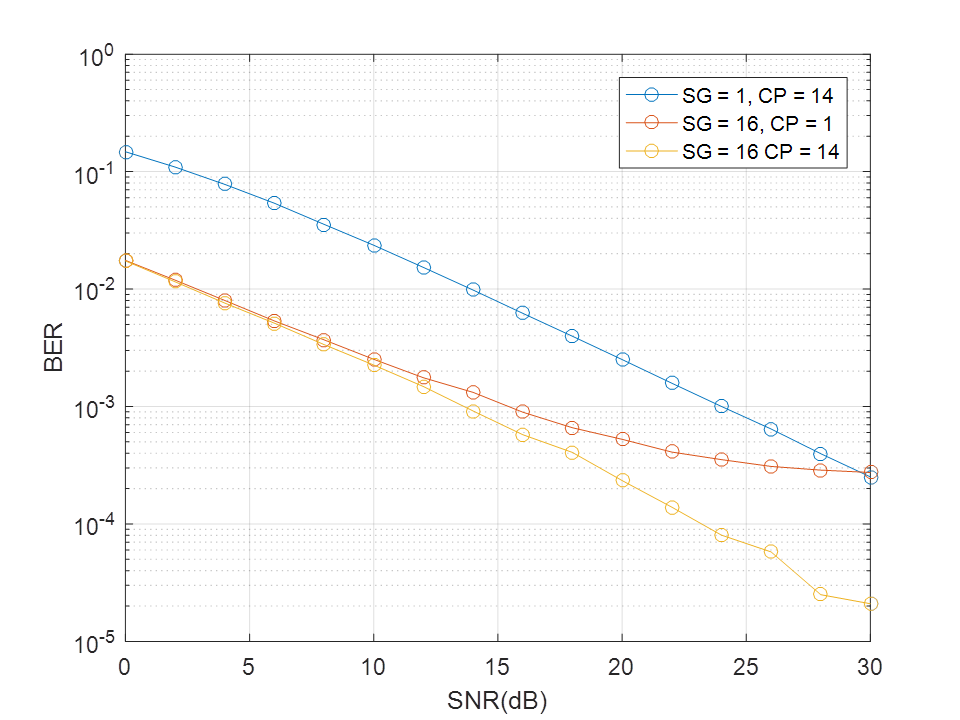 10^0
10^-1
10^-2
10^-3
10^-4
10^-5
BER
0 5 10 15 20 25 30
SNR(dB)
SG = 1, CP = 14
SG = 16, CP = 1
SG = 16 CP = 14